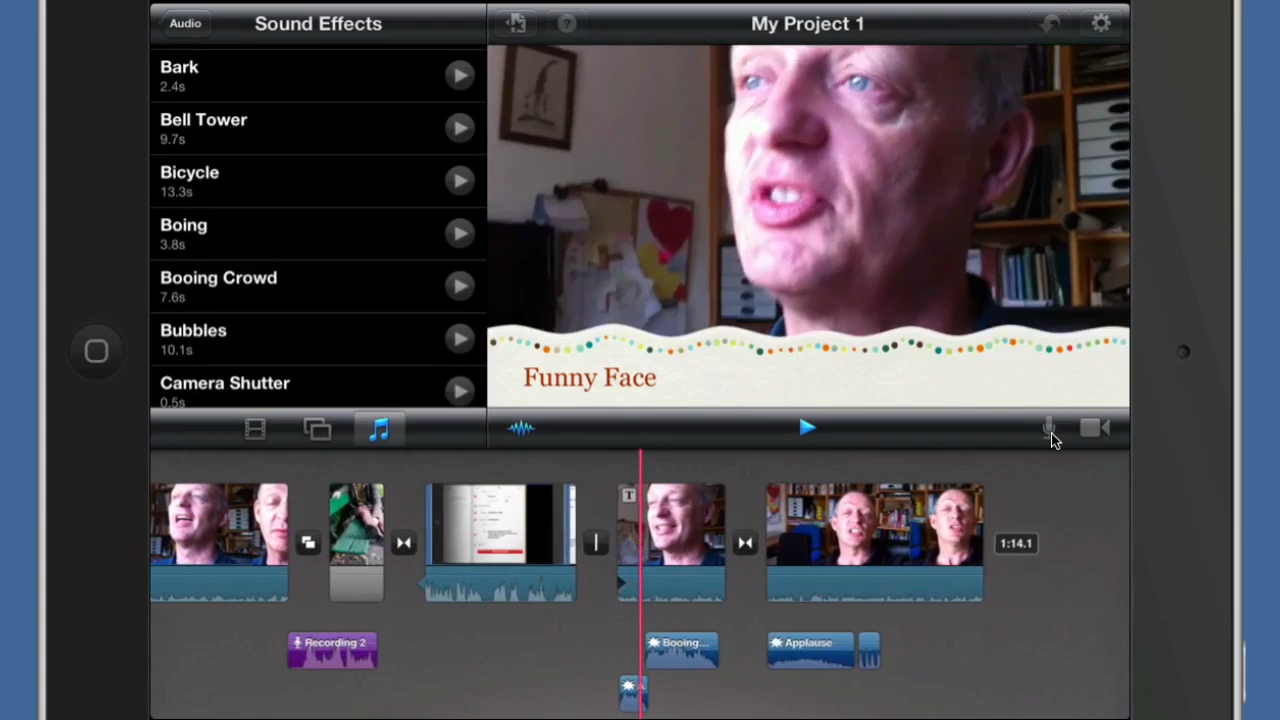 Audio
Sound Effects
My Project 1
Bark
2.4s
Bell Tower
9.7s
Bicycle
13.3s
Boing
3.8s
Booing Crowd
7.6s
Bubbles
10.1s
Camera Shutter
0.5s
Funny Face
T
1:14.1
Recording 2
Booing...
Applause